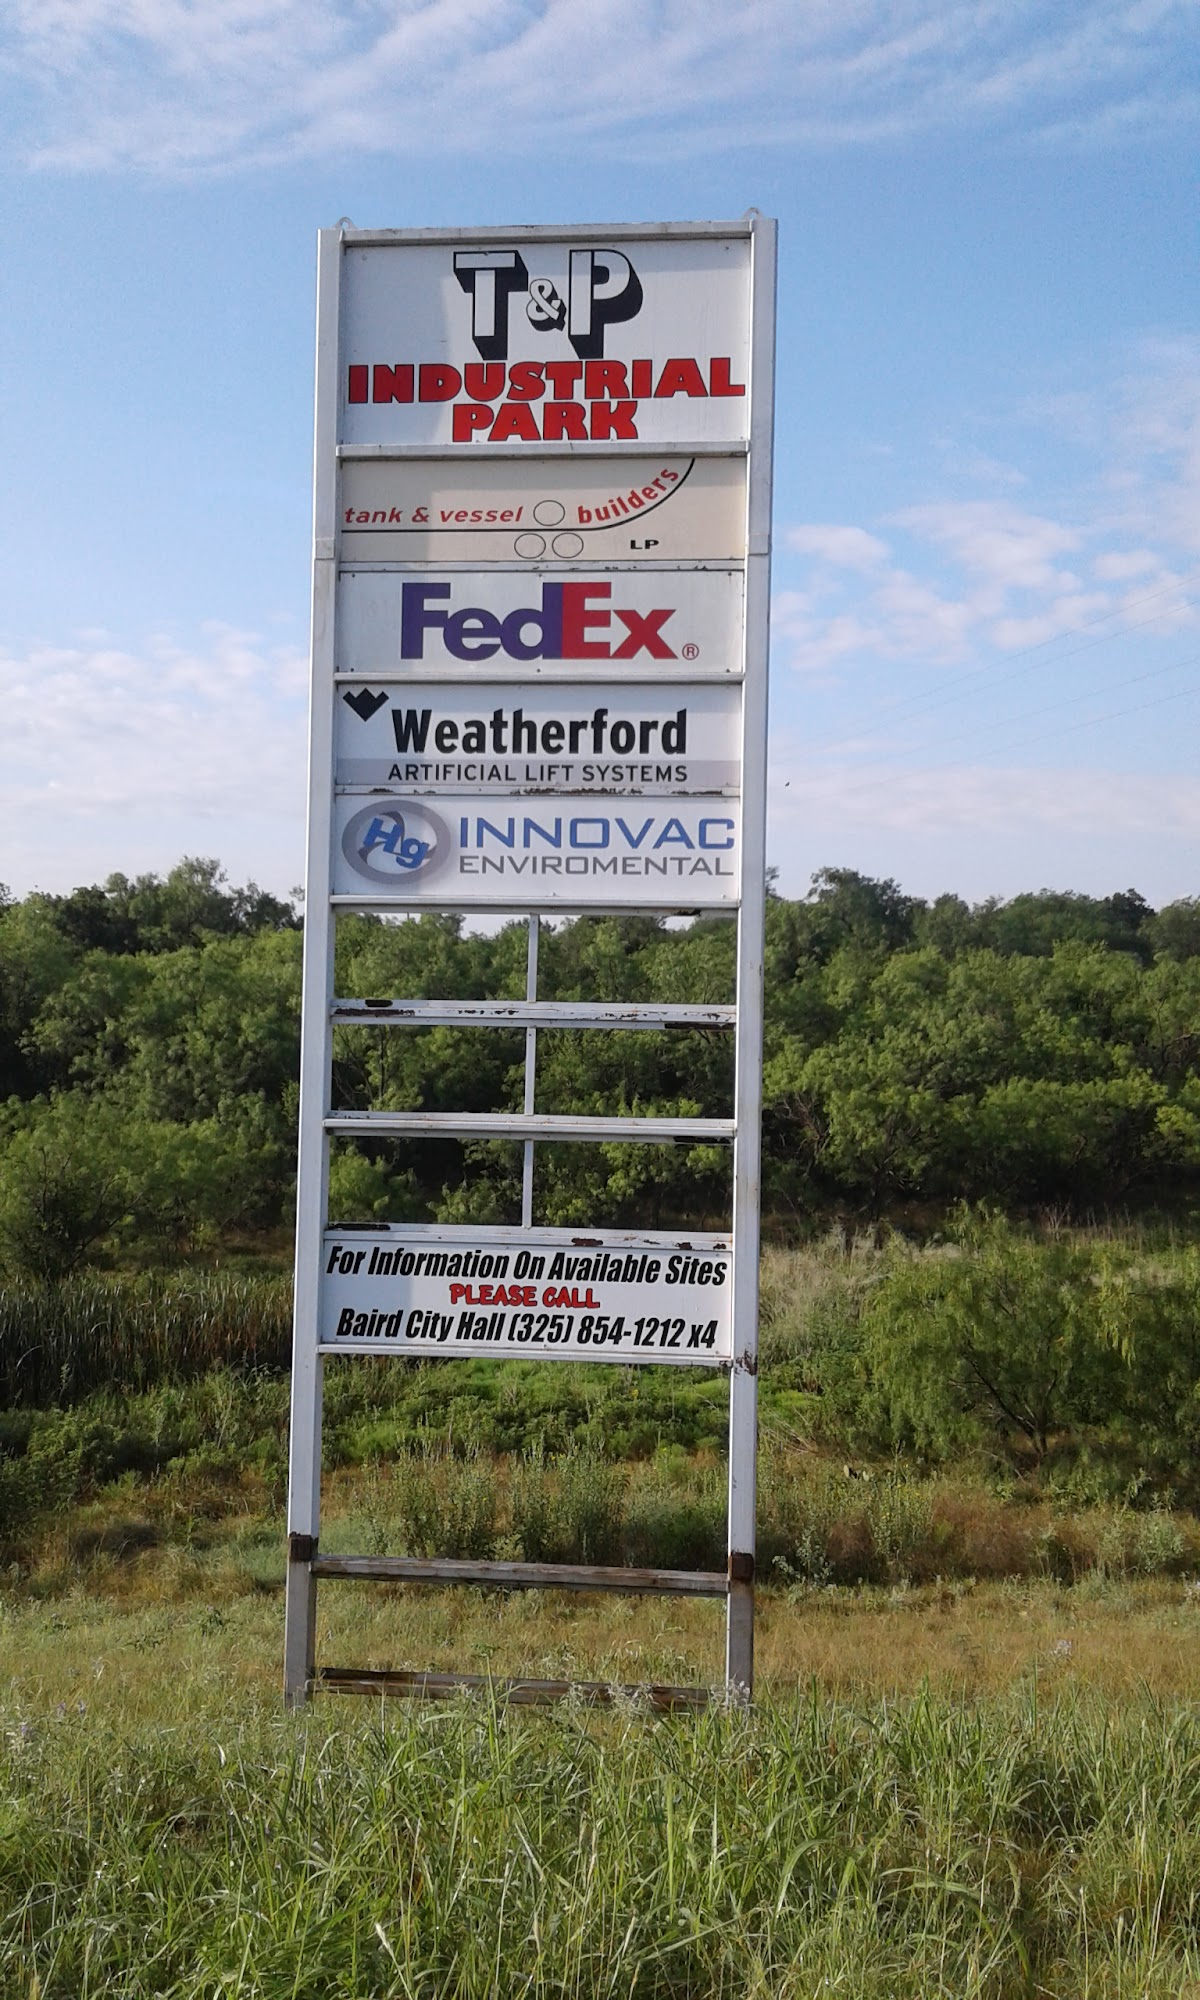 T&P
INDUSTRIAL
PARK
tank & vessel builders
LP
FedEx®
Weatherford
ARTIFICIAL LIFT SYSTEMS
Hg INNOVAC
ENVIROMENTAL
For Information On Available Sites
PLEASE CALL
Baird City Hall (325) 854-1212 x4